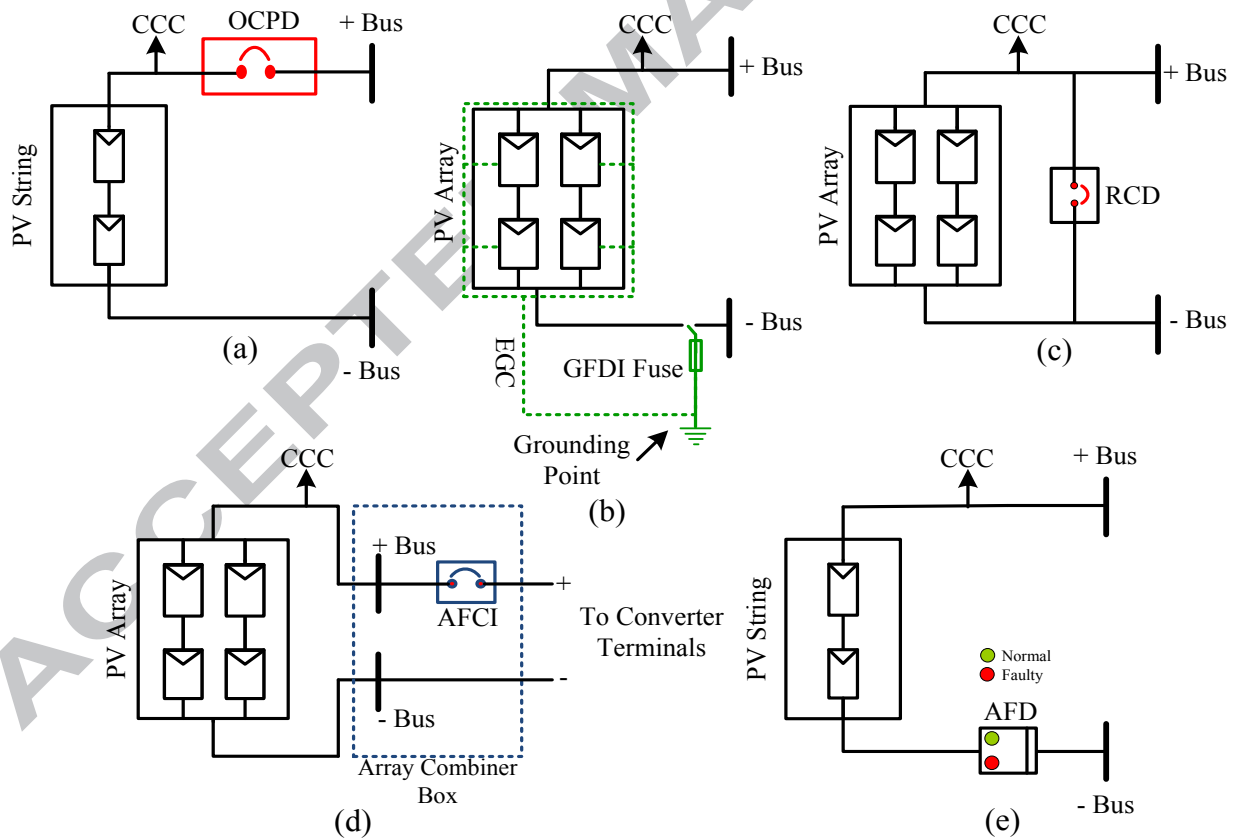 CCC
OCPD
+ Bus
PV String
- Bus
(a)
CCC
+ Bus
PV Array
- Bus
EGC
GFDI Fuse
Grounding
Point
(b)
CCC
+ Bus
PV Array
RCD
- Bus
(c)
CCC
+ Bus
PV Array
AFCI
+
To Converter
Terminals
-
- Bus
Array Combiner
Box
(d)
CCC
+ Bus
PV String
Normal
Faulty
AFD
- Bus
(e)
ACCEPTED MA